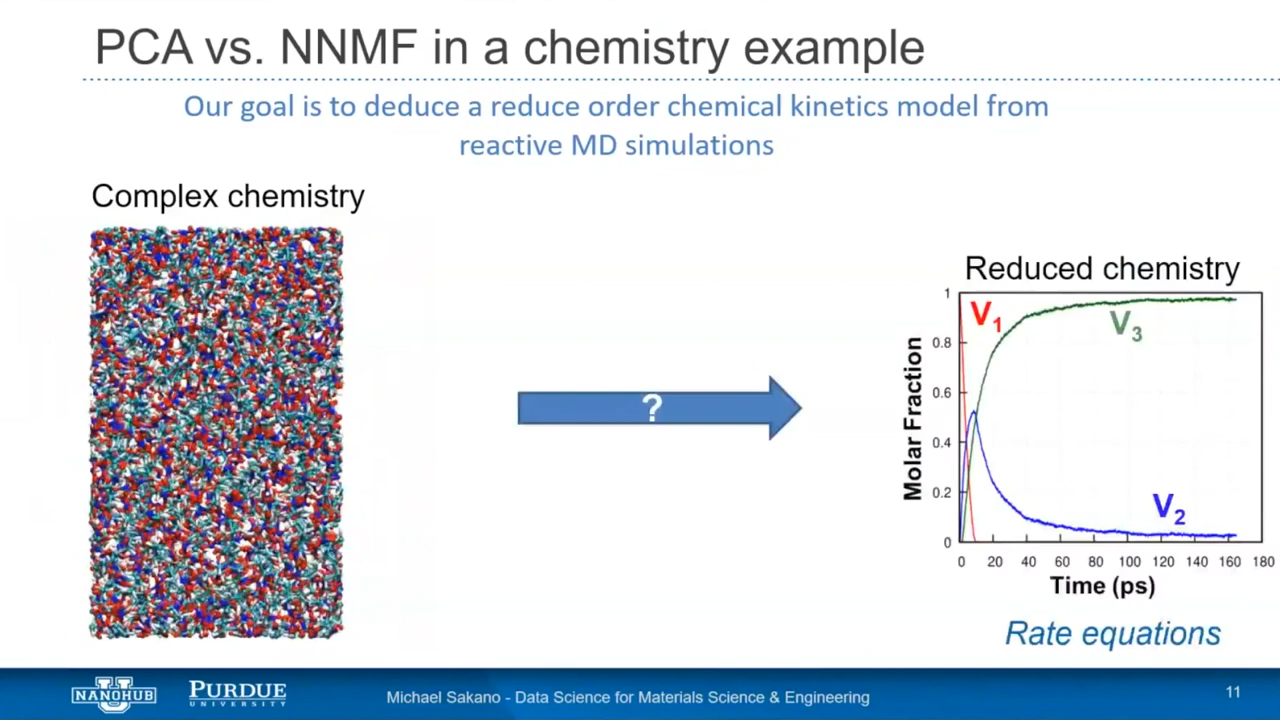 PCA vs. NNMF in a chemistry example
Our goal is to deduce a reduce order chemical kinetics model from
reactive MD simulations
Complex chemistry
?
Reduced chemistry
Molar Fraction
1
0.8
0.6
0.4
0.2
0
V1
V3
V2
0 20 40 60 80 100 120 140 160 180
Time (ps)
Rate equations
NANOHUB
PURDUE
UNIVERSITY
Michael Sakano - Data Science for Materials Science & Engineering
11